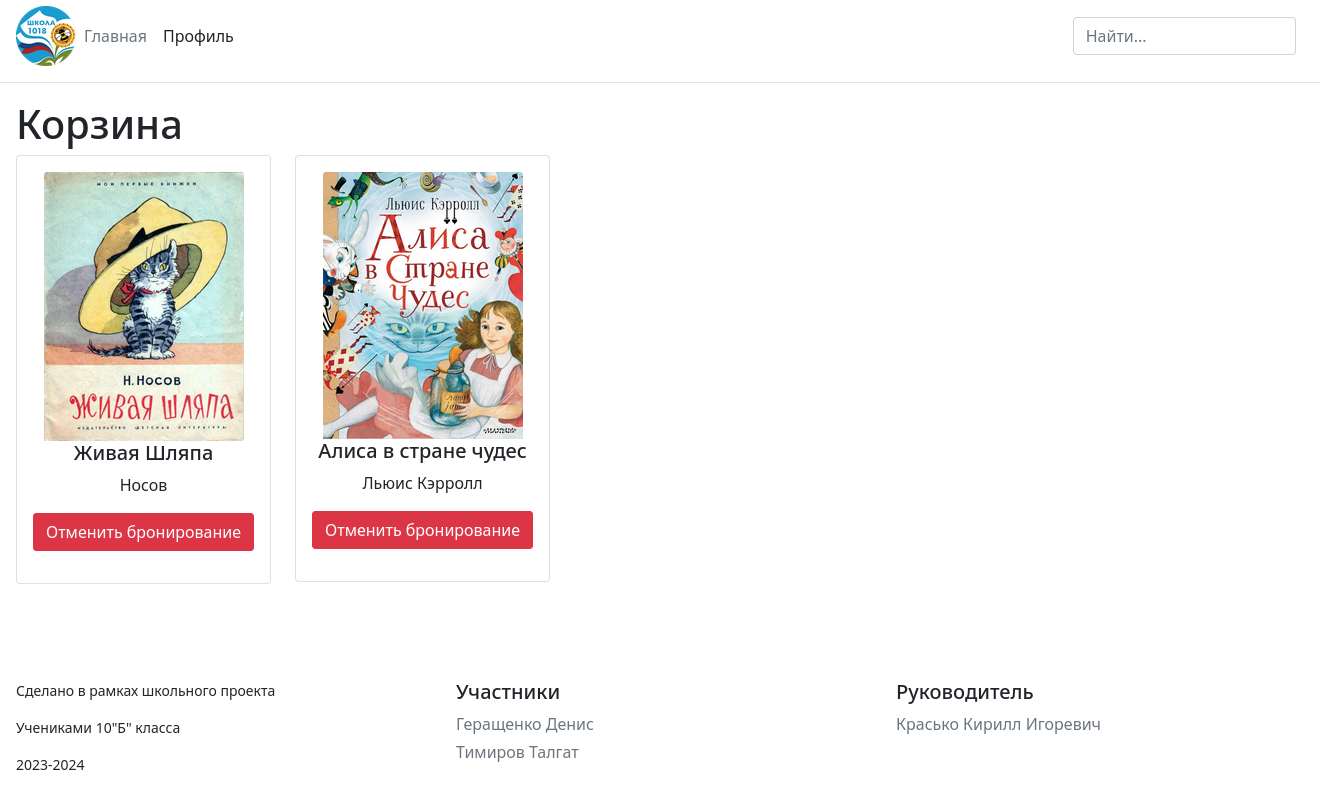 ШКОЛА
1018
Главная
Профиль
Найти...
Корзина
МОИ ПЕРВЫЕ КНИЖКИ
Н. НОСОВ
ЖИВАЯ ШЛЯПА
ИЗДАТЕЛЬСТВО «ДЕТСКАЯ ЛИТЕРАТУРА»
Живая Шляпа
Носов
Отменить бронирование
Льюис Кэрролл
Алиса
в Стране
Чудес
Алиса в стране чудес
Льюис Кэрролл
Отменить бронирование
Сделано в рамках школьного проекта
Учениками 10"Б" класса
2023-2024
Участники
Геращенко Денис
Тимиров Талгат
Руководитель
Красько Кирилл Игоревич